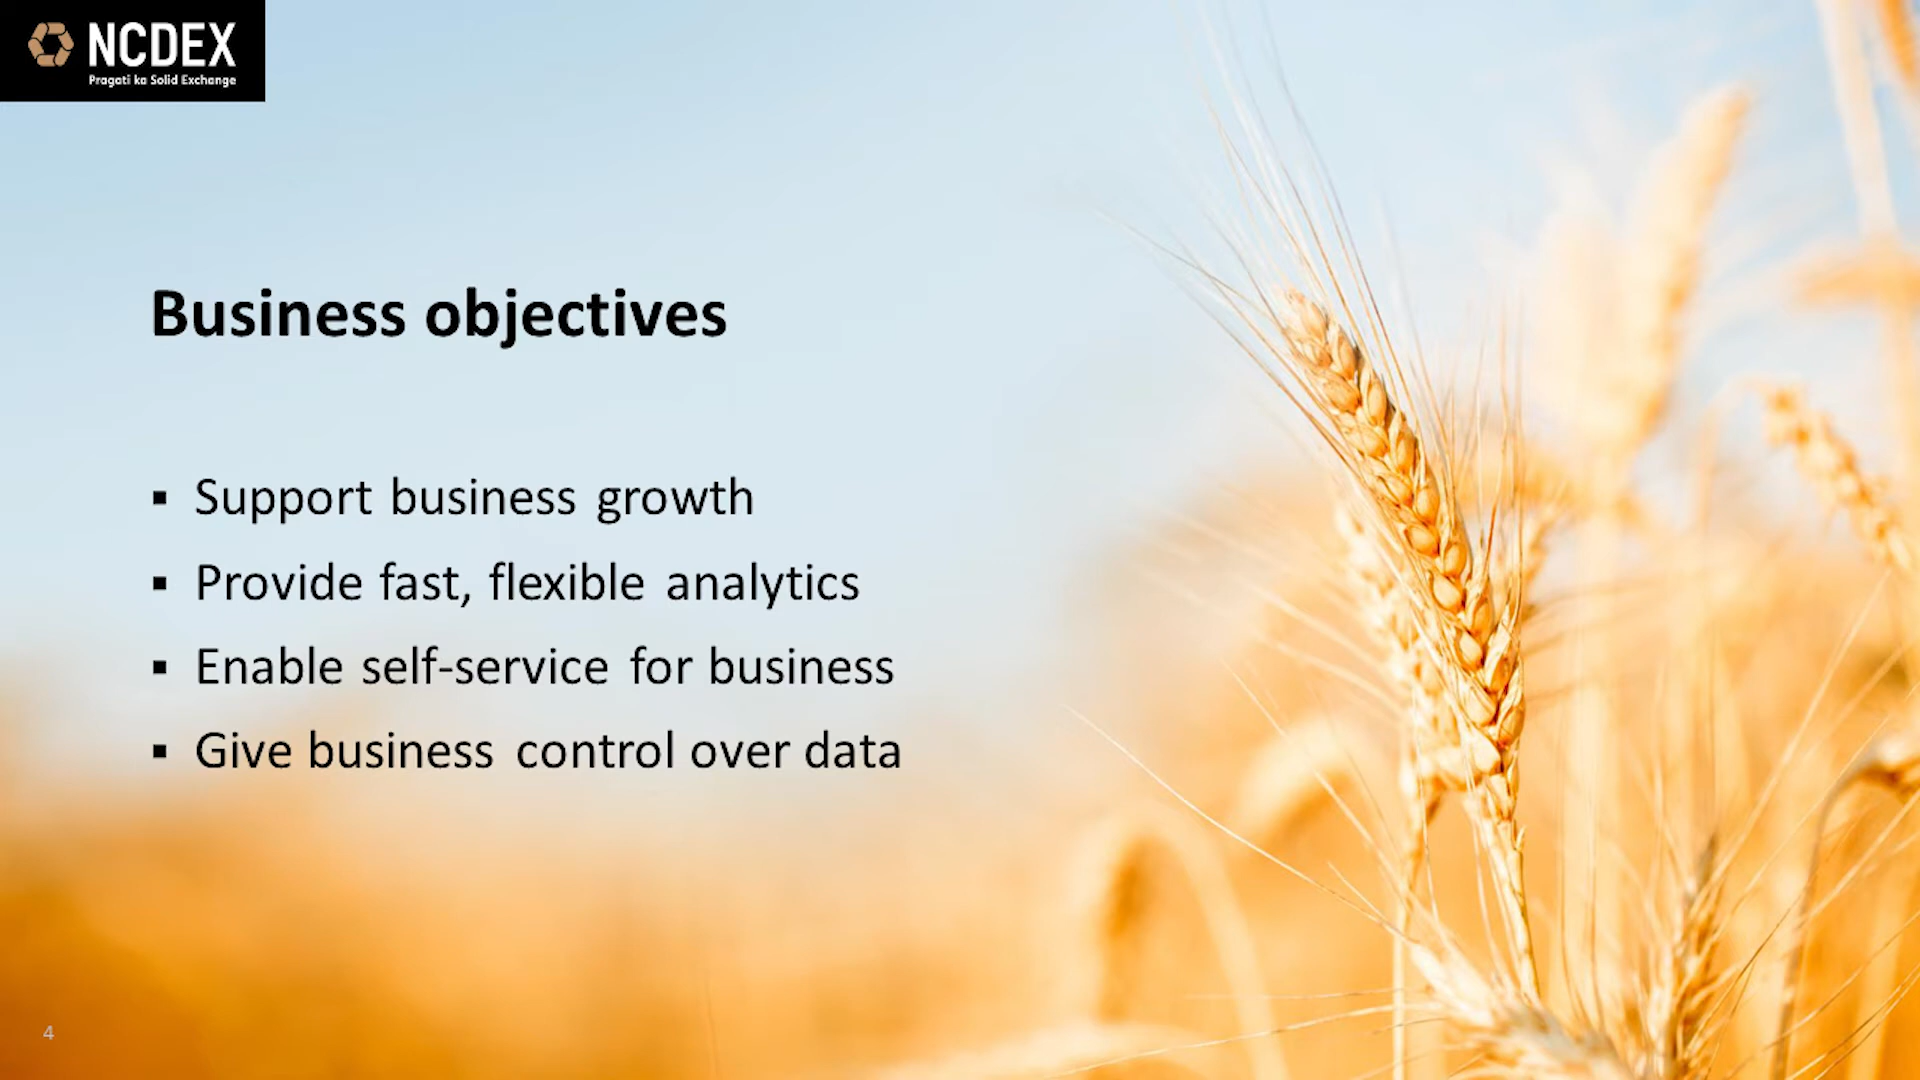 NCDEX
Pragati ka Solid Exchange
Business objectives
▪ Support business growth
▪ Provide fast, flexible analytics
▪ Enable self-service for business
▪ Give business control over data
4